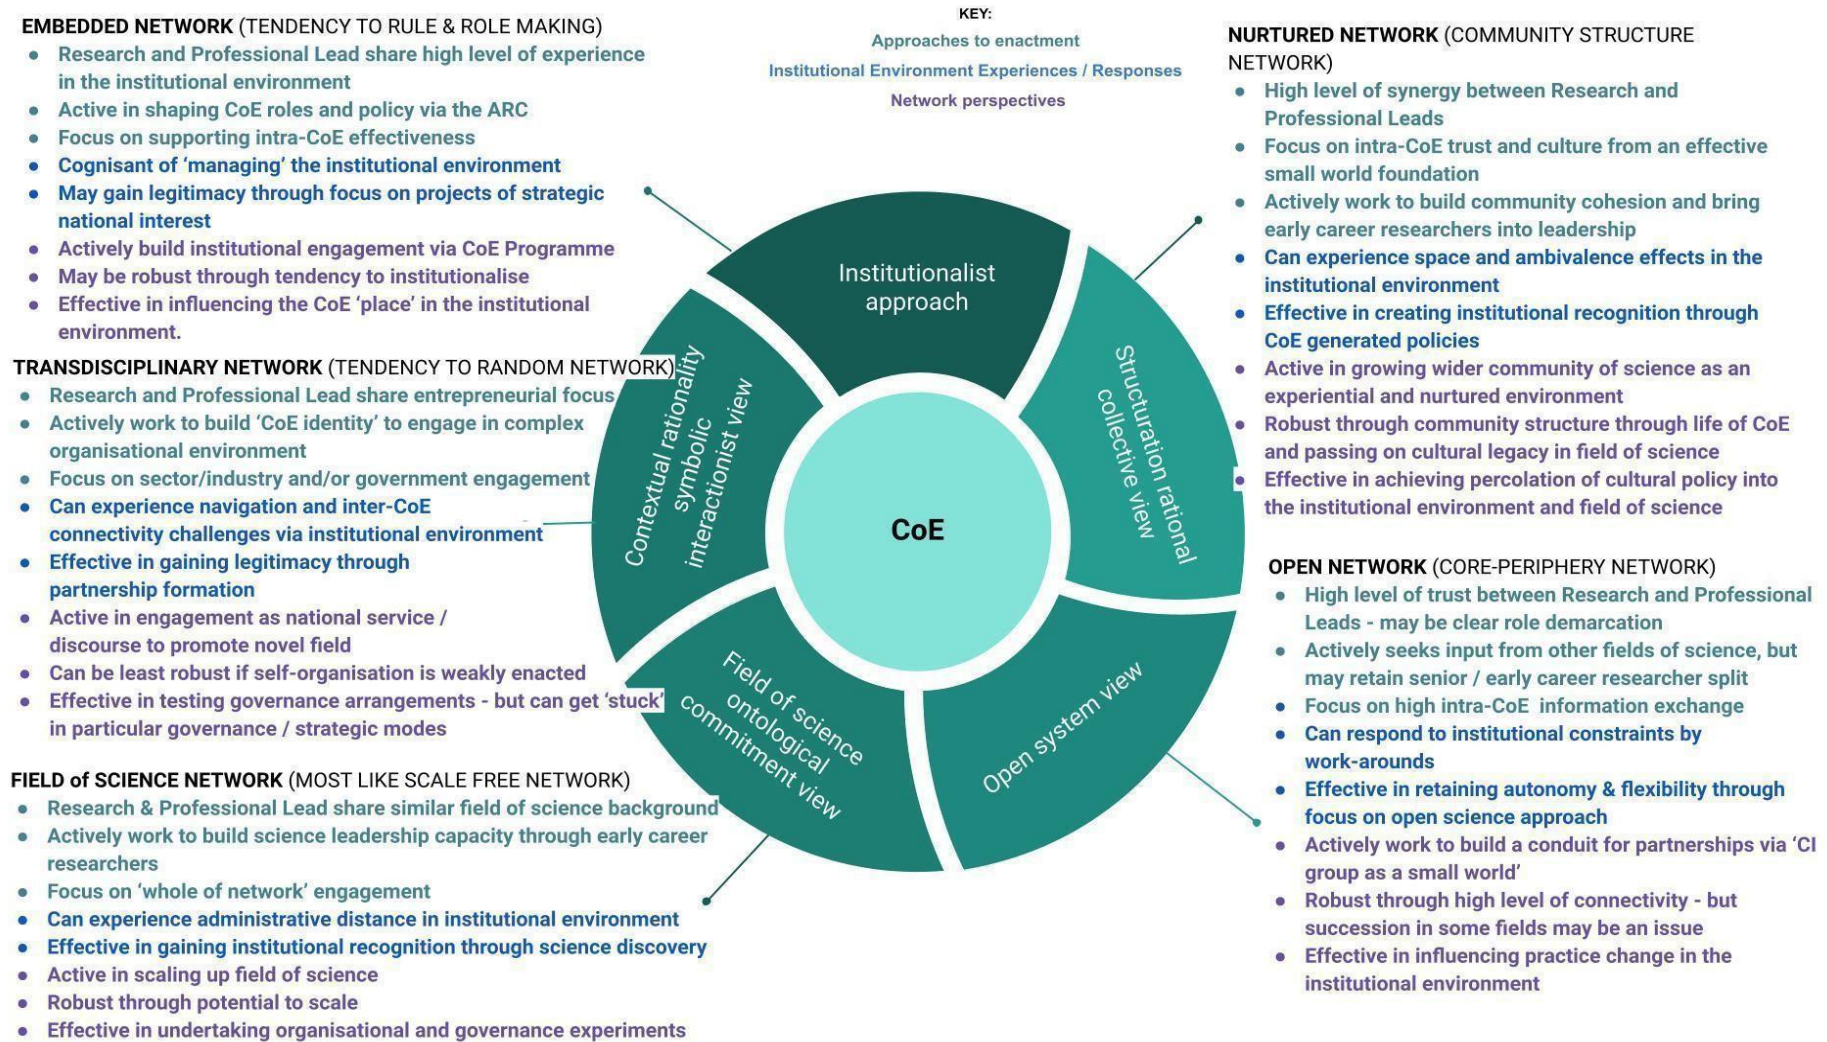 KEY:
Approaches to enactment
Institutional Environment Experiences / Responses
Network perspectives
EMBEDDED NETWORK (TENDENCY TO RULE & ROLE MAKING)
● Research and Professional Lead share high level of experience
in the institutional environment
● Active in shaping CoE roles and policy via the ARC
● Focus on supporting intra-CoE effectiveness
● Cognisant of ‘managing’ the institutional environment
● May gain legitimacy through focus on projects of strategic
national interest
● Actively build institutional engagement via CoE Programme
● May be robust through tendency to institutionalise
● Effective in influencing the CoE ‘place’ in the institutional
environment.
TRANSDISCIPLINARY NETWORK (TENDENCY TO RANDOM NETWORK)
● Research and Professional Lead share entrepreneurial focus
● Actively work to build ‘CoE identity’ to engage in complex
organisational environment
● Focus on sector/industry and/or government engagement
● Can experience navigation and inter-CoE
connectivity challenges via institutional environment
● Effective in gaining legitimacy through
partnership formation
● Active in engagement as national service /
discourse to promote novel field
● Can be least robust if self-organisation is weakly enacted
● Effective in testing governance arrangements - but can get ‘stuck’
in particular governance / strategic modes
FIELD of SCIENCE NETWORK (MOST LIKE SCALE FREE NETWORK)
● Research & Professional Lead share similar field of science background
● Actively work to build science leadership capacity through early career
researchers
● Focus on ‘whole of network’ engagement
● Can experience administrative distance in institutional environment
● Effective in gaining institutional recognition through science discovery
● Active in scaling up field of science
● Robust through potential to scale
● Effective in undertaking organisational and governance experiments
Institutionalist
approach
Structuration rational
collective view
Open system view
Field of science
ontological
commitment view
Contextual rationality
symbolic
interactionist view
CoE
NURTURED NETWORK (COMMUNITY STRUCTURE
NETWORK)
● High level of synergy between Research and
Professional Leads
● Focus on intra-CoE trust and culture from an effective
small world foundation
● Actively work to build community cohesion and bring
early career researchers into leadership
● Can experience space and ambivalence effects in the
institutional environment
● Effective in creating institutional recognition through
CoE generated policies
● Active in growing wider community of science as an
experiential and nurtured environment
● Robust through community structure through life of CoE
and passing on cultural legacy in field of science
● Effective in achieving percolation of cultural policy into
the institutional environment and field of science
OPEN NETWORK (CORE-PERIPHERY NETWORK)
● High level of trust between Research and Professional
Leads - may be clear role demarcation
● Actively seeks input from other fields of science, but
may retain senior / early career researcher split
● Focus on high intra-CoE information exchange
● Can respond to institutional constraints by
work-arounds
● Effective in retaining autonomy & flexibility through
focus on open science approach
● Actively work to build a conduit for partnerships via ‘CI
group as a small world’
● Robust through high level of connectivity - but
succession in some fields may be an issue
● Effective in influencing practice change in the
institutional environment